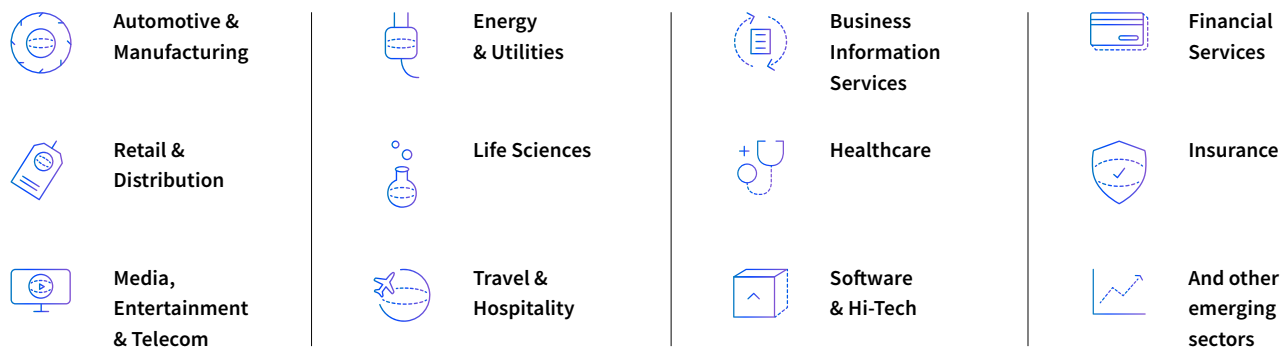 Automotive &
Manufacturing
Energy
& Utilities
Business
Information
Services
Financial
Services
Retail &
Distribution
Life Sciences
Healthcare
Insurance
Media,
Entertainment
& Telecom
Travel &
Hospitality
Software
& Hi-Tech
And other
emerging
sectors